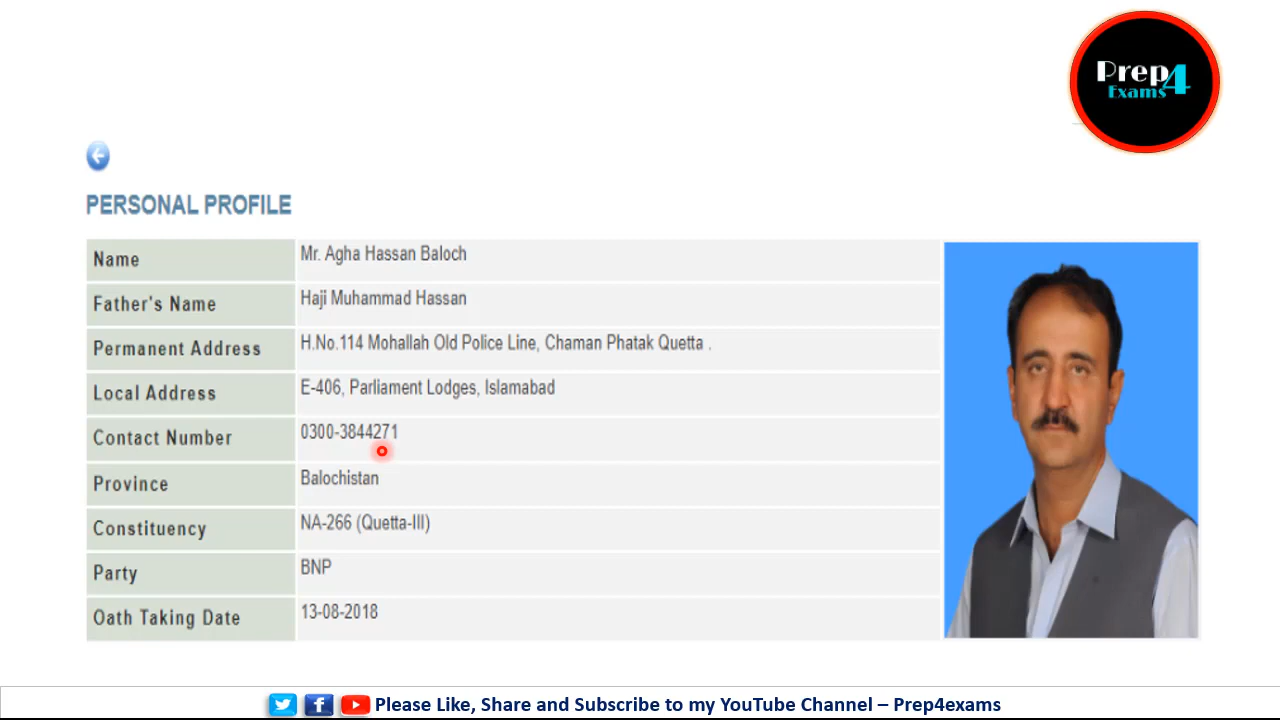 Prep4
Exams
PERSONAL PROFILE
Name Mr. Agha Hassan Baloch
Father's Name Haji Muhammad Hassan
Permanent Address H.No.114 Mohallah Old Police Line, Chaman Phatak Quetta .
Local Address E-406, Parliament Lodges, Islamabad
Contact Number 0300-3844271
Province Balochistan
Constituency NA-266 (Quetta-III)
Party BNP
Oath Taking Date 13-08-2018
Please Like, Share and Subscribe to my YouTube Channel – Prep4exams